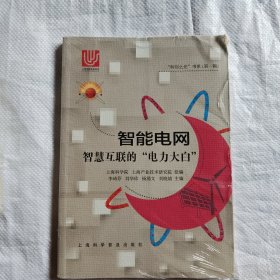 "科创之光"书系(第一辑)
智能电网
智慧互联的"电力大白"
上海科学院 上海产业技术研究院 组编
上海科学普及出版社